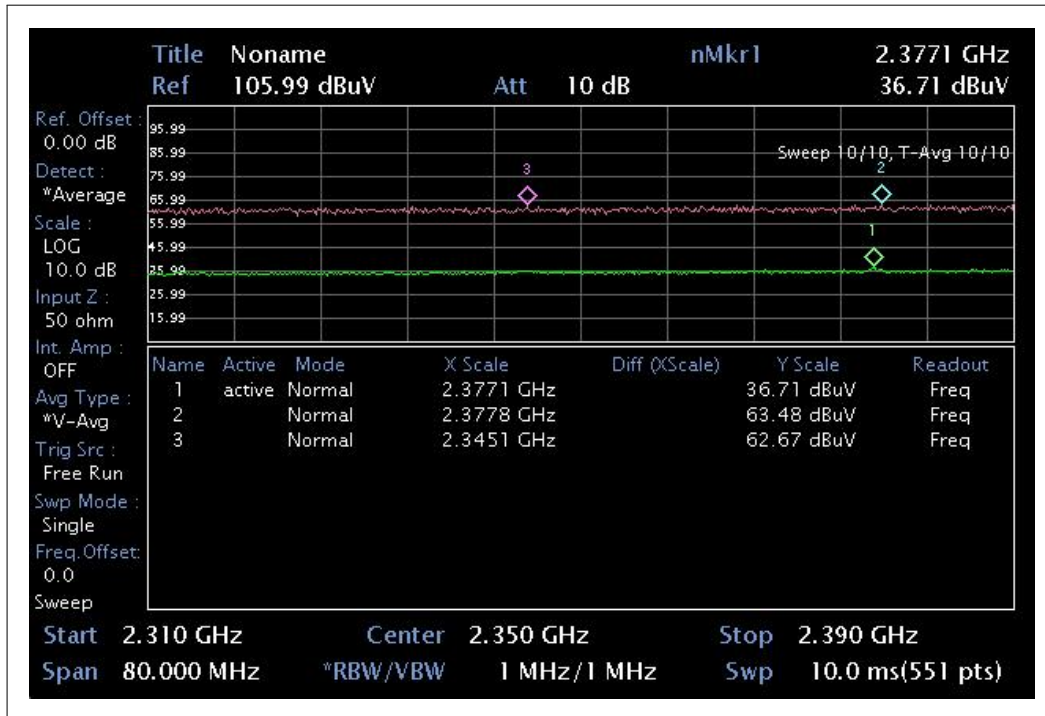 Title Noname nMkr1 2.3771 GHz
Ref 105.99 dBuV Att 10 dB 36.71 dBuV
Ref. Offset :
0.00 dB
Detect :
*Average
Scale :
LOG
10.0 dB
Input Z :
50 ohm
Int. Amp :
OFF
Avg Type :
*V-Avg
Trig Src :
Free Run
Swp Mode :
Single
Freq.Offset:
0.0
Sweep
95.99
85.99
75.99
65.99
55.99
45.99
35.99
25.99
15.99
Sweep 10/10, T-Avg 10/10
3
2
1
Name Active Mode X Scale Diff (XScale) Y Scale Readout
1 active Normal 2.3771 GHz 36.71 dBuV Freq
2 Normal 2.3778 GHz 63.48 dBuV Freq
3 Normal 2.3451 GHz 62.67 dBuV Freq
Start 2.310 GHz Center 2.350 GHz Stop 2.390 GHz
Span 80.000 MHz *RBW/VBW 1 MHz/1 MHz Swp 10.0 ms(551 pts)